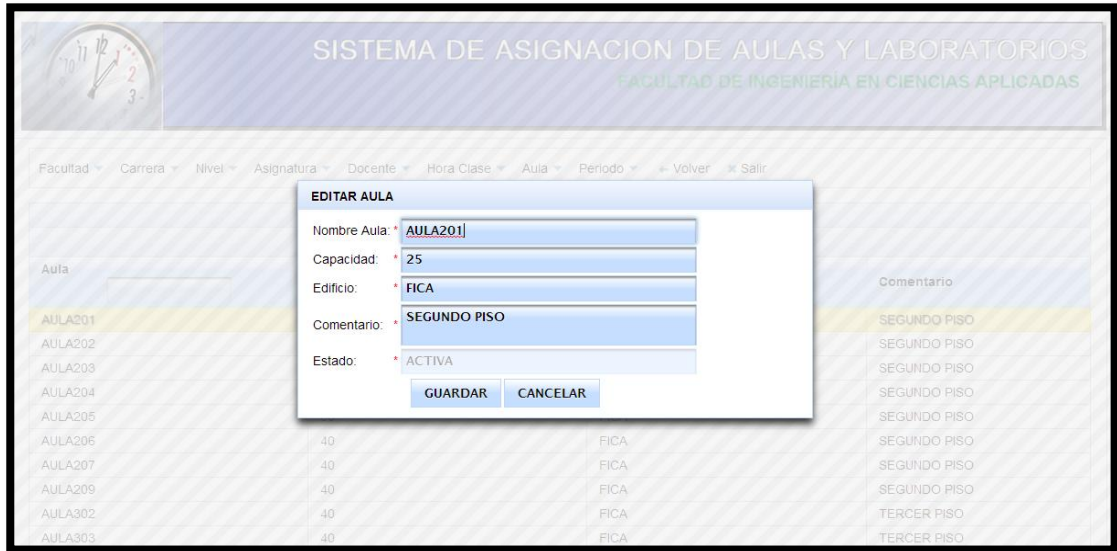 SISTEMA DE ASIGNACION DE AULAS Y LABORATORIOS
FACULTAD DE INGENIERÍA EN CIENCIAS APLICADAS
Facultad Carrera Nivel Asignatura Docente Hora Clase Aula Periodo Volver Salir
EDITAR AULA
Nombre Aula: * AULA201
Capacidad: * 25
Edificio: * FICA
Comentario: * SEGUNDO PISO
Estado: * ACTIVA
GUARDAR CANCELAR
Aula Comentario
AULA201 SEGUNDO PISO
AULA202 SEGUNDO PISO
AULA203 SEGUNDO PISO
AULA204 SEGUNDO PISO
AULA205 SEGUNDO PISO
AULA206 40 FICA SEGUNDO PISO
AULA207 40 FICA SEGUNDO PISO
AULA209 40 FICA SEGUNDO PISO
AULA302 40 FICA TERCER PISO
AULA303 40 FICA TERCER PISO